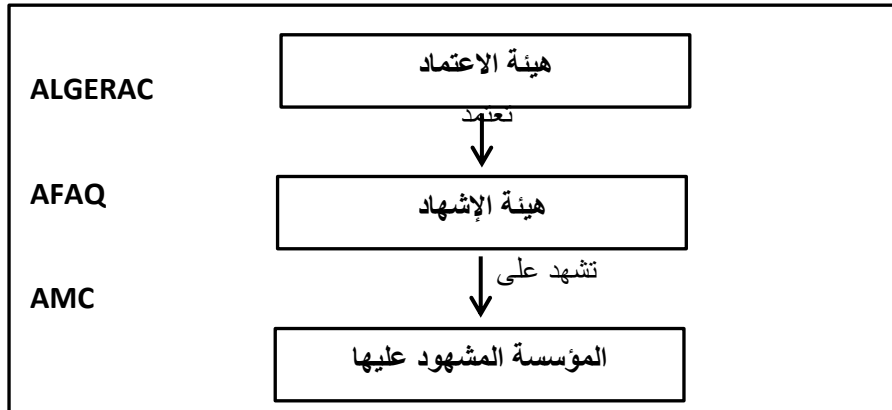 هيئة الاعتماد
ALGERAC
تعتمد
AFAQ
هيئة الإشهاد
تشهد على
AMC
المؤسسة المشهود عليها